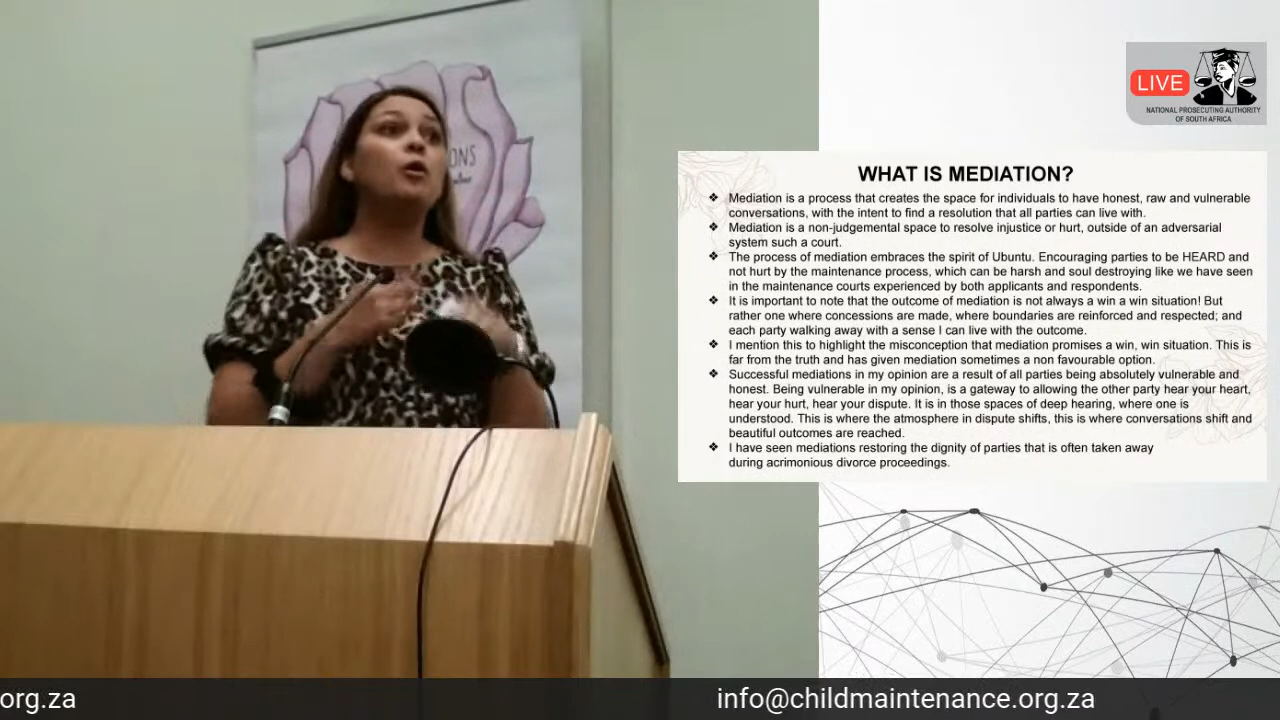 ONS
LIVE
NATIONAL PROSECUTING AUTHORITY
OF SOUTH AFRICA
WHAT IS MEDIATION?
❖ Mediation is a process that creates the space for individuals to have honest, raw and vulnerable
conversations, with the intent to find a resolution that all parties can live with.
❖ Mediation is a non-judgemental space to resolve injustice or hurt, outside of an adversarial
system such a court.
❖ The process of mediation embraces the spirit of Ubuntu. Encouraging parties to be HEARD and
not hurt by the maintenance process, which can be harsh and soul destroying like we have seen
in the maintenance courts experienced by both applicants and respondents.
❖ It is important to note that the outcome of mediation is not always a win a win situation! But
rather one where concessions are made, where boundaries are reinforced and respected; and
each party walking away with a sense I can live with the outcome.
❖ I mention this to highlight the misconception that mediation promises a win, win situation. This is
far from the truth and has given mediation sometimes a non favourable option.
❖ Successful mediations in my opinion are a result of all parties being absolutely vulnerable and
honest. Being vulnerable in my opinion, is a gateway to allowing the other party hear your heart,
hear your hurt, hear your dispute. It is in those spaces of deep hearing, where one is
understood. This is where the atmosphere in dispute shifts, this is where conversations shift and
beautiful outcomes are reached.
❖ I have seen mediations restoring the dignity of parties that is often taken away
during acrimonious divorce proceedings.
org.za
info@childmaintenance.org.za